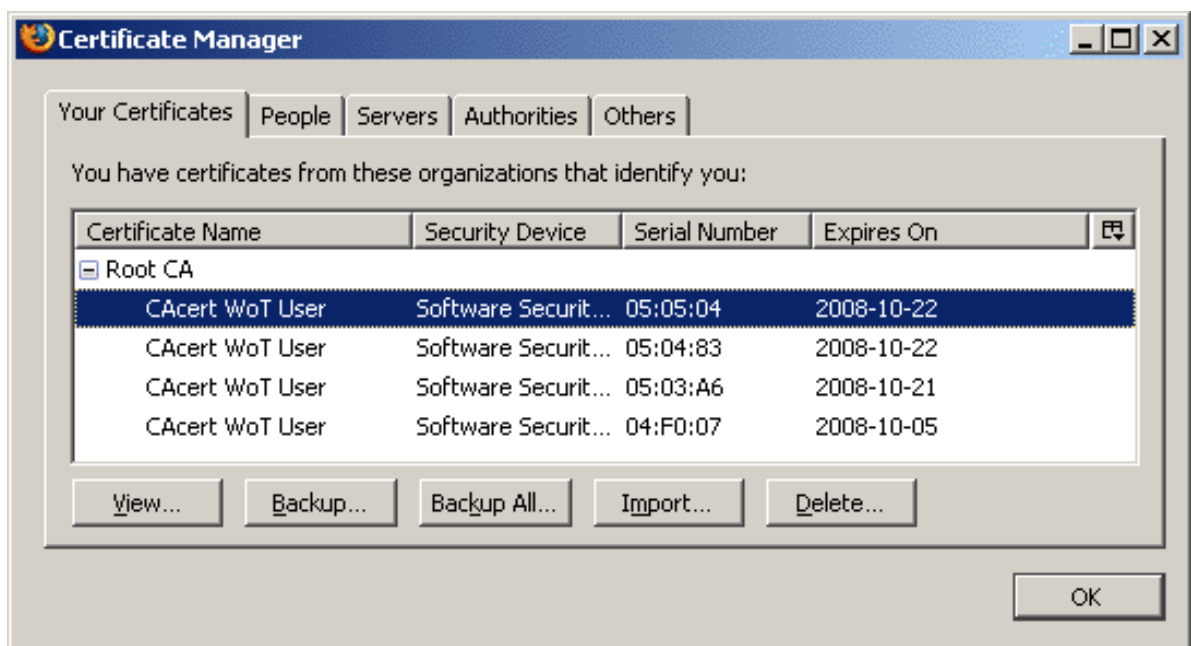 Certificate Manager
Your Certificates People Servers Authorities Others
You have certificates from these organizations that identify you:
Certificate Name Security Device Serial Number Expires On
Root CA
CAcert WoT User Software Securit... 05:05:04 2008-10-22
CAcert WoT User Software Securit... 05:04:83 2008-10-22
CAcert WoT User Software Securit... 05:03:A6 2008-10-21
CAcert WoT User Software Securit... 04:F0:07 2008-10-05
View... Backup... Backup All... Import... Delete...
OK